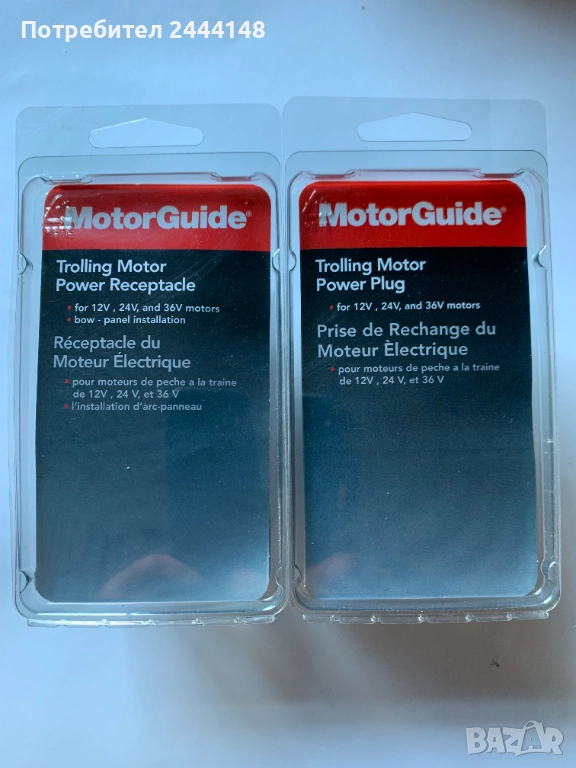 Потребител 2444148
MotorGuide®
Trolling Motor
Power Receptacle
• for 12V , 24V, and 36V motors
• bow - panel installation
Réceptacle du
Moteur Électrique
• pour moteurs de peche a la traine
de 12V , 24 V, et 36 V
• l'installation d'arc-panneau
MotorGuide®
Trolling Motor
Power Plug
• for 12V , 24V, and 36V motors
Prise de Rechange du
Moteur Èlectrique
• pour moteurs de peche a la traine
de 12V , 24 V, et 36 V
BAZAR